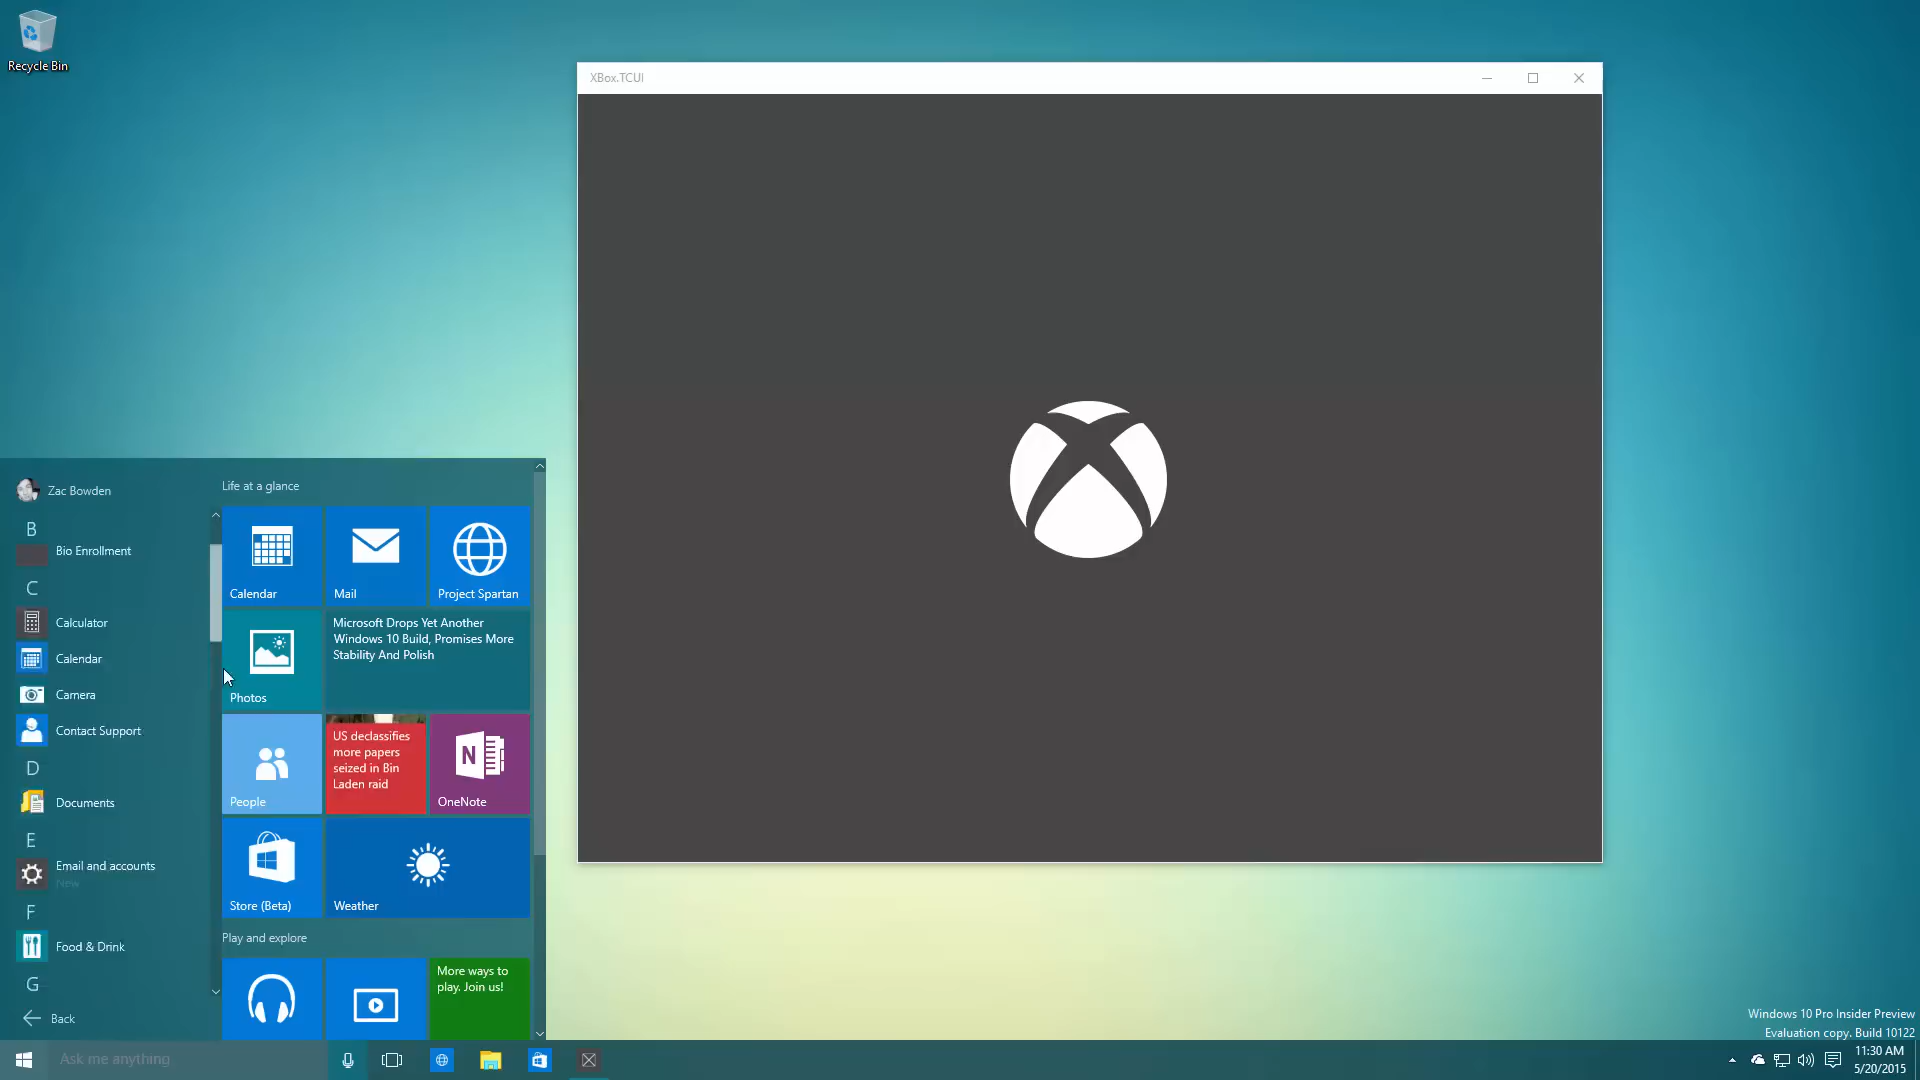 Recycle Bin
XBox.TCUI
Zac Bowden
B
Bio Enrollment
C
Calculator
Calendar
Camera
Contact Support
D
Documents
E
Email and accounts
New
F
Food & Drink
G
Back
Life at a glance
Calendar
Mail
Project Spartan
Photos
Microsoft Drops Yet Another
Windows 10 Build, Promises More
Stability And Polish
People
US declassifies
more papers
seized in Bin
Laden raid
N
OneNote
Store (Beta)
Weather
Play and explore
More ways to
play. Join us!
Windows 10 Pro Insider Preview
Evaluation copy. Build 10122
Ask me anything
11:30 AM
5/20/2015